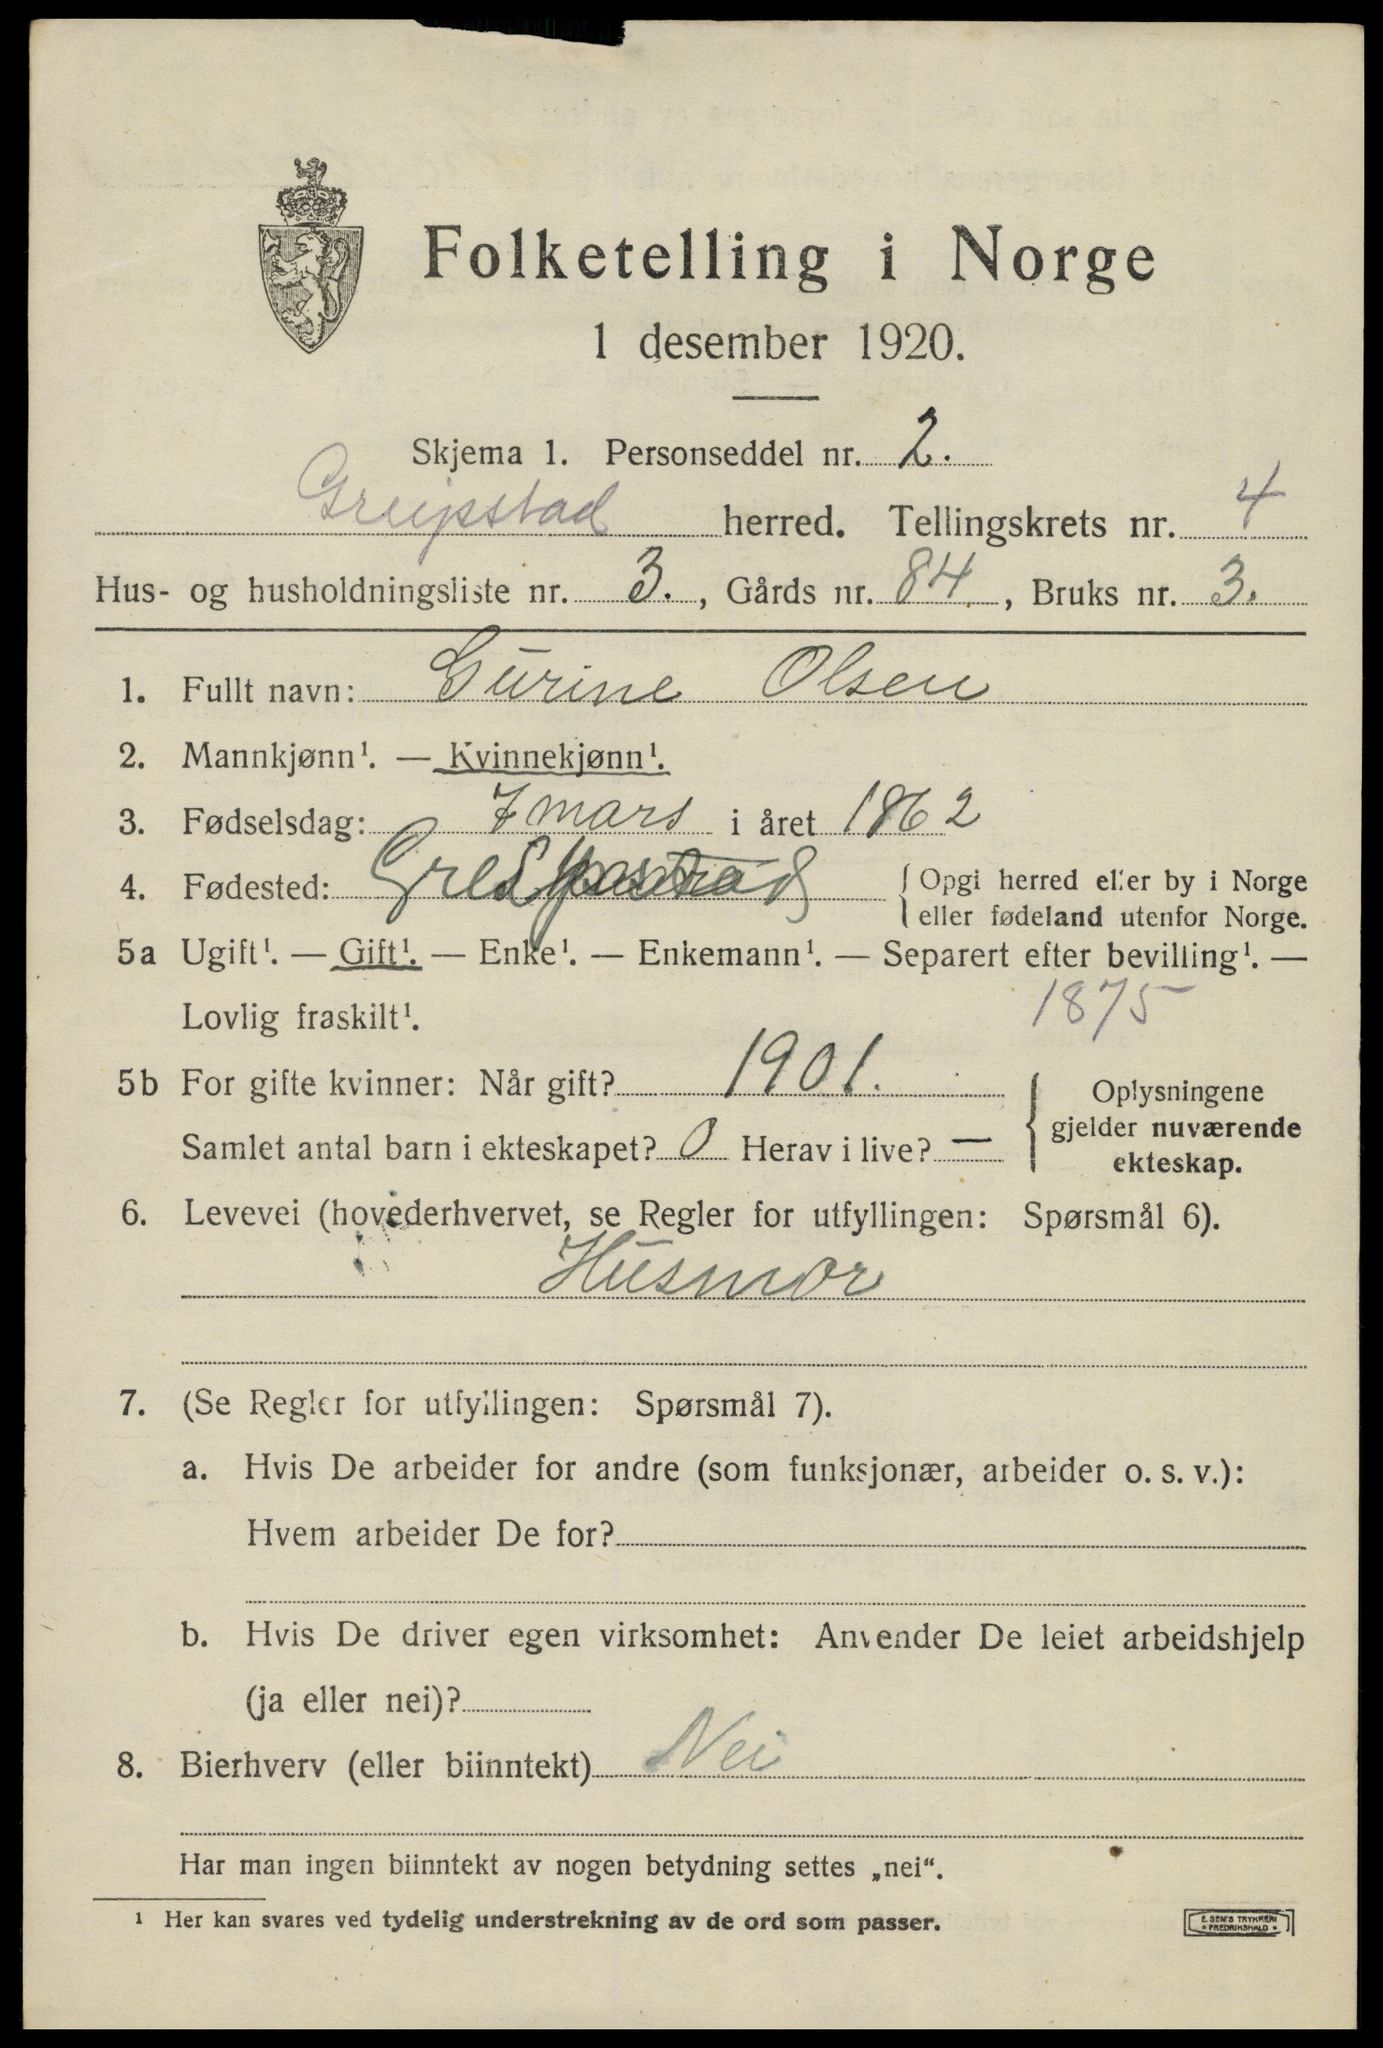 Folketelling i Norge
1 desember 1920.
Skjema 1. Personseddel nr. 2.
Greipstad herred. Tellingskrets nr. 4
Hus- og husholdningsliste nr. 3., Gårds nr. 84, Bruks nr. 3.
1. Fullt navn: Gurine Olsen
2. Mannkjønn¹. — Kvinnekjønn¹.
3. Fødselsdag: 7 mars i året 1862
4. Fødested: Greipstad {Opgi herred eller by i Norge
eller fødeland utenfor Norge.
5a Ugift¹. — Gift¹. — Enke¹. — Enkemann¹. — Separert efter bevilling¹. —
Lovlig fraskilt¹. 1875
5b For gifte kvinner: Når gift? 1901.
Samlet antal barn i ekteskapet? 0 Herav i live? —
{Oplysningene
gjelder nuværende
ekteskap.
6. Levevei (hovederhvervet, se Regler for utfyllingen: Spørsmål 6).
Husmor
7. (Se Regler for utfyllingen: Spørsmål 7).
a. Hvis De arbeider for andre (som funksjonær, arbeider o. s. v.):
Hvem arbeider De for?
b. Hvis De driver egen virksomhet: Anvender De leiet arbeidshjelp
(ja eller nei)?
8. Bierhverv (eller biinntekt) Nei
Har man ingen biinntekt av nogen betydning settes „nei“.
¹ Her kan svares ved tydelig understrekning av de ord som passer.
E. SEM'S TRYKKERI
• FREDRIKSHALD •